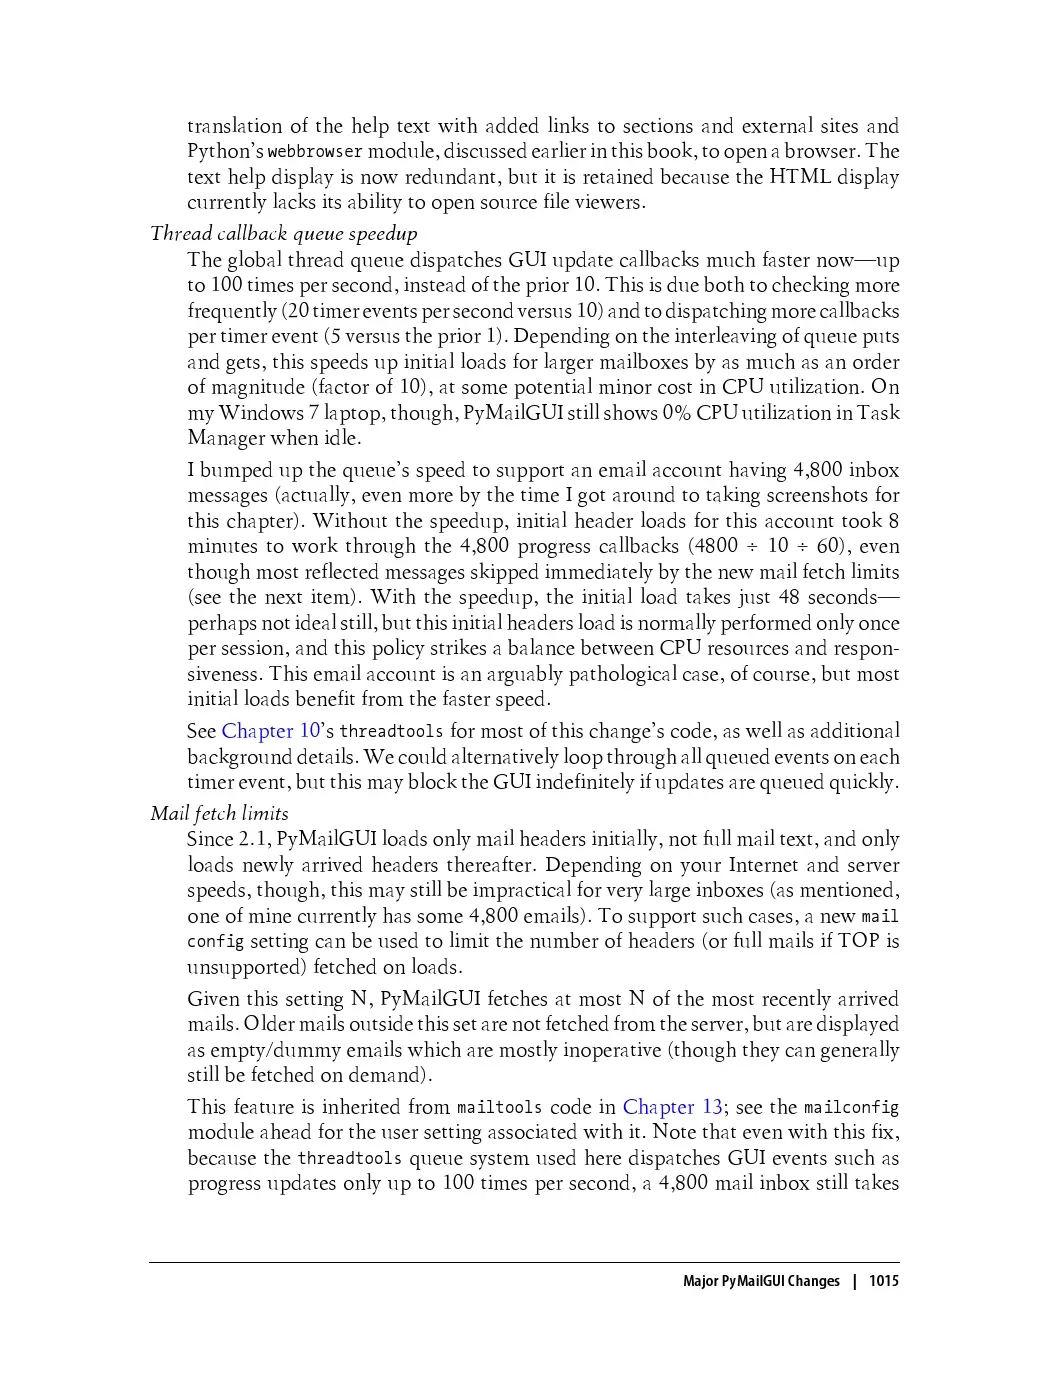 translation of the help text with added links to sections and external sites and
Python’s webbrowser module, discussed earlier in this book, to open a browser. The
text help display is now redundant, but it is retained because the HTML display
currently lacks its ability to open source file viewers.
Thread callback queue speedup
The global thread queue dispatches GUI update callbacks much faster now—up
to 100 times per second, instead of the prior 10. This is due both to checking more
frequently (20 timer events per second versus 10) and to dispatching more callbacks
per timer event (5 versus the prior 1). Depending on the interleaving of queue puts
and gets, this speeds up initial loads for larger mailboxes by as much as an order
of magnitude (factor of 10), at some potential minor cost in CPU utilization. On
my Windows 7 laptop, though, PyMailGUI still shows 0% CPU utilization in Task
Manager when idle.
I bumped up the queue’s speed to support an email account having 4,800 inbox
messages (actually, even more by the time I got around to taking screenshots for
this chapter). Without the speedup, initial header loads for this account took 8
minutes to work through the 4,800 progress callbacks (4800 ÷ 10 ÷ 60), even
though most reflected messages skipped immediately by the new mail fetch limits
(see the next item). With the speedup, the initial load takes just 48 seconds—
perhaps not ideal still, but this initial headers load is normally performed only once
per session, and this policy strikes a balance between CPU resources and respon-
siveness. This email account is an arguably pathological case, of course, but most
initial loads benefit from the faster speed.
See Chapter 10’s threadtools for most of this change’s code, as well as additional
background details. We could alternatively loop through all queued events on each
timer event, but this may block the GUI indefinitely if updates are queued quickly.
Mail fetch limits
Since 2.1, PyMailGUI loads only mail headers initially, not full mail text, and only
loads newly arrived headers thereafter. Depending on your Internet and server
speeds, though, this may still be impractical for very large inboxes (as mentioned,
one of mine currently has some 4,800 emails). To support such cases, a new mail
config setting can be used to limit the number of headers (or full mails if TOP is
unsupported) fetched on loads.
Given this setting N, PyMailGUI fetches at most N of the most recently arrived
mails. Older mails outside this set are not fetched from the server, but are displayed
as empty/dummy emails which are mostly inoperative (though they can generally
still be fetched on demand).
This feature is inherited from mailtools code in Chapter 13; see the mailconfig
module ahead for the user setting associated with it. Note that even with this fix,
because the threadtools queue system used here dispatches GUI events such as
progress updates only up to 100 times per second, a 4,800 mail inbox still takes
Major PyMailGUI Changes | 1015